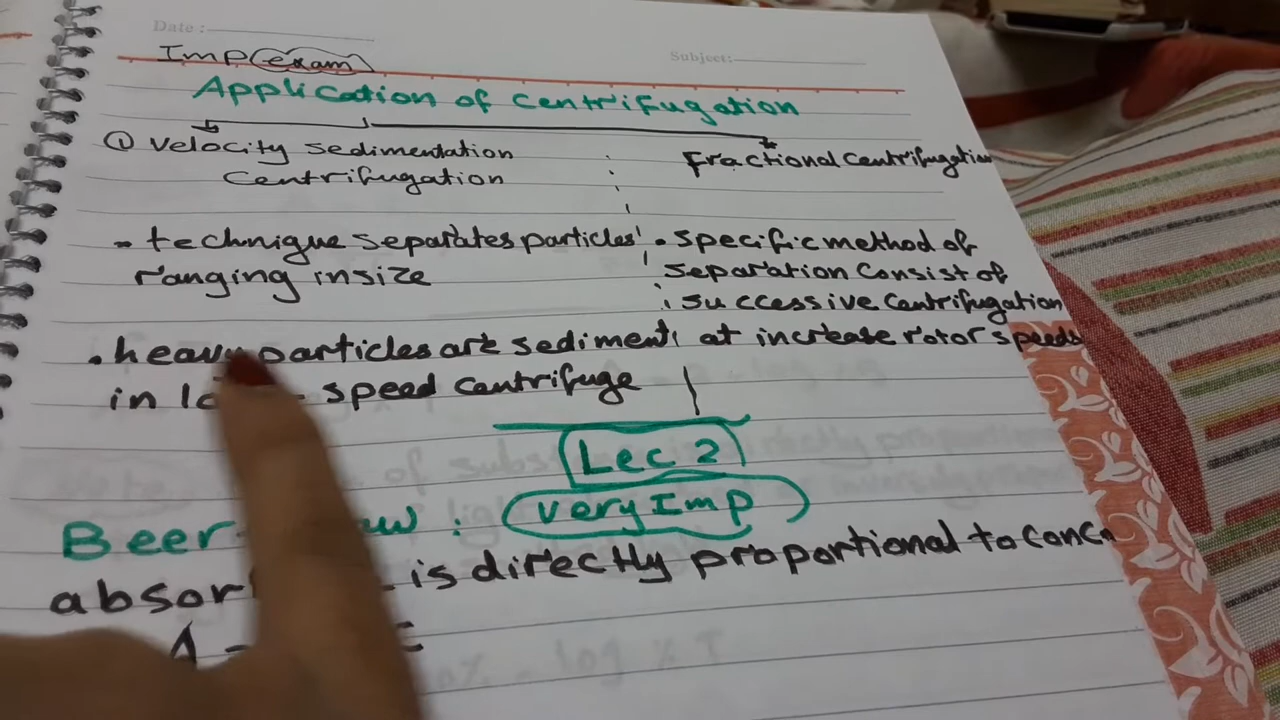 Date:
Imp exam
Subject:
Application of centrifugation
① Velocity sedimentation
Centrifugation
- technique separates particles
ranging in size
• heavy particles are sediment
in speed centrifuge
Fractional Centrifugation
• specific method of
separation consist of
successive centrifugation
at increase rotor speeds
Lec 2
very Imp
Beer :
is directly proportional to conc
A